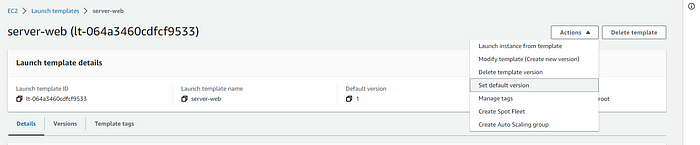 EC2 > Launch templates > server-web
server-web (lt-064a3460cdfcf9533)
Actions
Delete template
Launch instance from template
Modify template (Create new version)
Delete template version
Set default version
Manage tags
Create Spot Fleet
Create Auto Scaling group
Launch template details
Launch template ID
lt-064a3460cdfcf9533
Launch template name
server-web
Default version
1
root
Details
Versions
Template tags